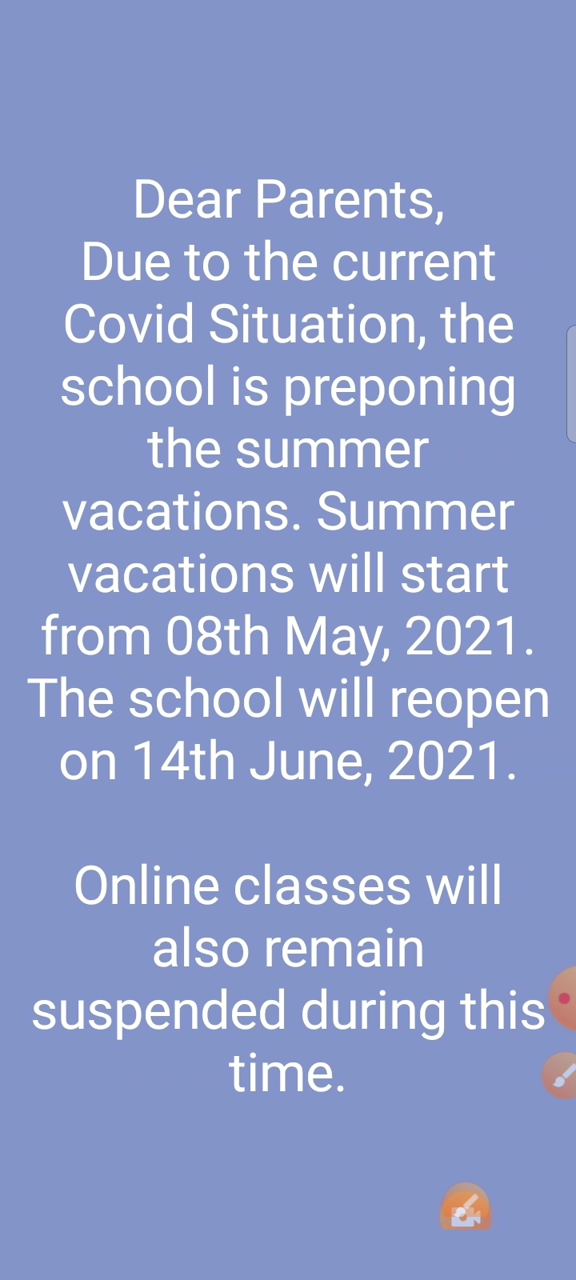 Dear Parents,
Due to the current
Covid Situation, the
school is preponing
the summer
vacations. Summer
vacations will start
from 08th May, 2021.
The school will reopen
on 14th June, 2021.
Online classes will
also remain
suspended during this
time.